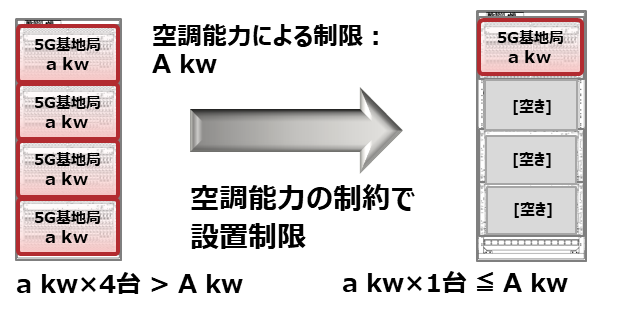 5G基地局
a kw
5G基地局
a kw
5G基地局
a kw
5G基地局
a kw
a kw×4台 > A kw
空調能力による制限：
A kw
空調能力の制約で
設置制限
5G基地局
a kw
[空き]
[空き]
[空き]
a kw×1台 ≦ A kw